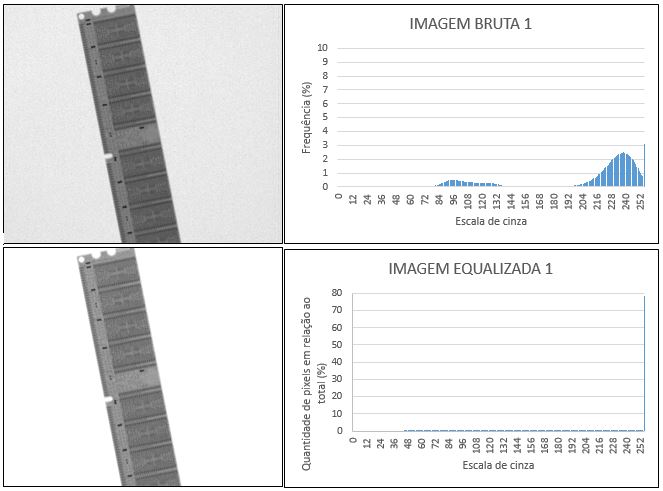 IMAGEM BRUTA 1
Frequência (%)
10
9
8
7
6
5
4
3
2
1
0
0 12 24 36 48 60 72 84 96 108 120 132 144 156 168 180 192 204 216 228 240 252
Escala de cinza
IMAGEM EQUALIZADA 1
Quantidade de pixels em relação ao
total (%)
80
70
60
50
40
30
20
10
0
0 12 24 36 48 60 72 84 96 108 120 132 144 156 168 180 192 204 216 228 240 252
Escala de cinza